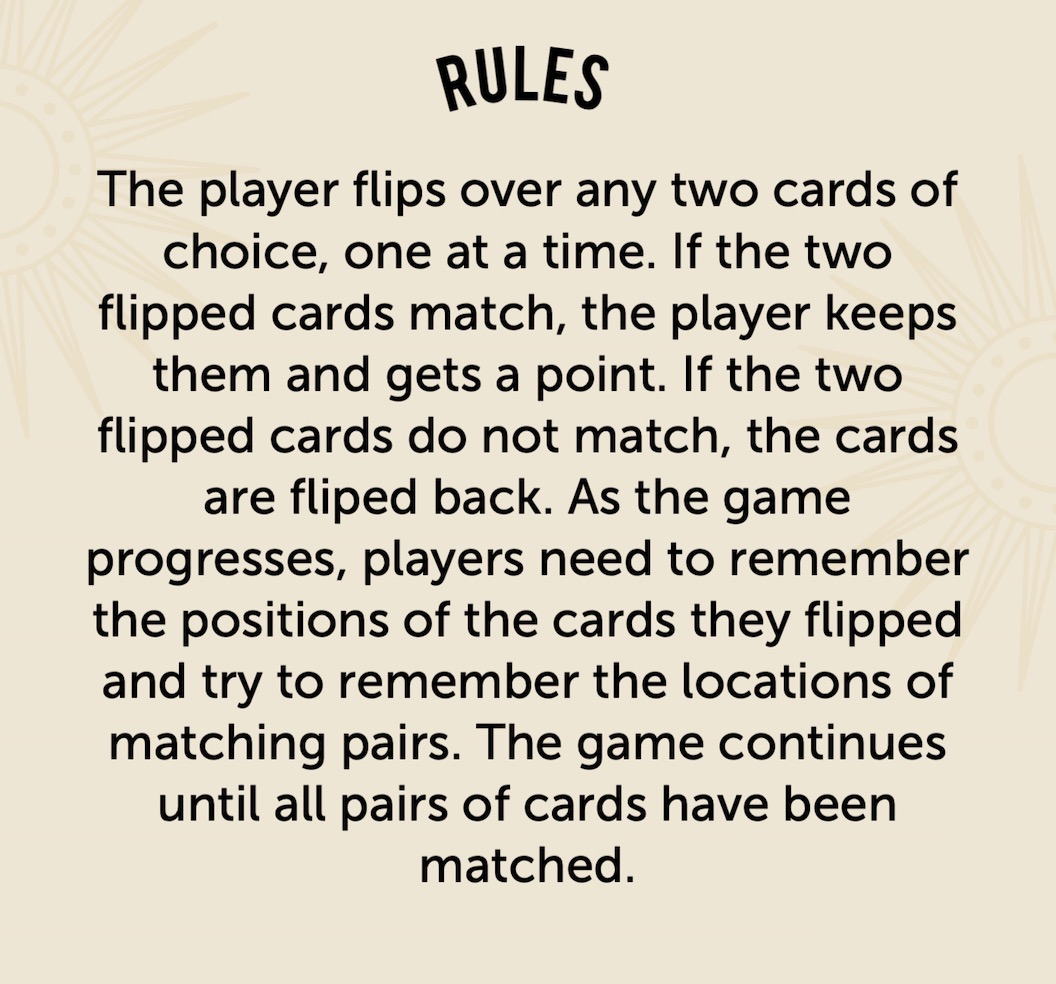 RULES
The player flips over any two cards of
choice, one at a time. If the two
flipped cards match, the player keeps
them and gets a point. If the two
flipped cards do not match, the cards
are fliped back. As the game
progresses, players need to remember
the positions of the cards they flipped
and try to remember the locations of
matching pairs. The game continues
until all pairs of cards have been
matched.